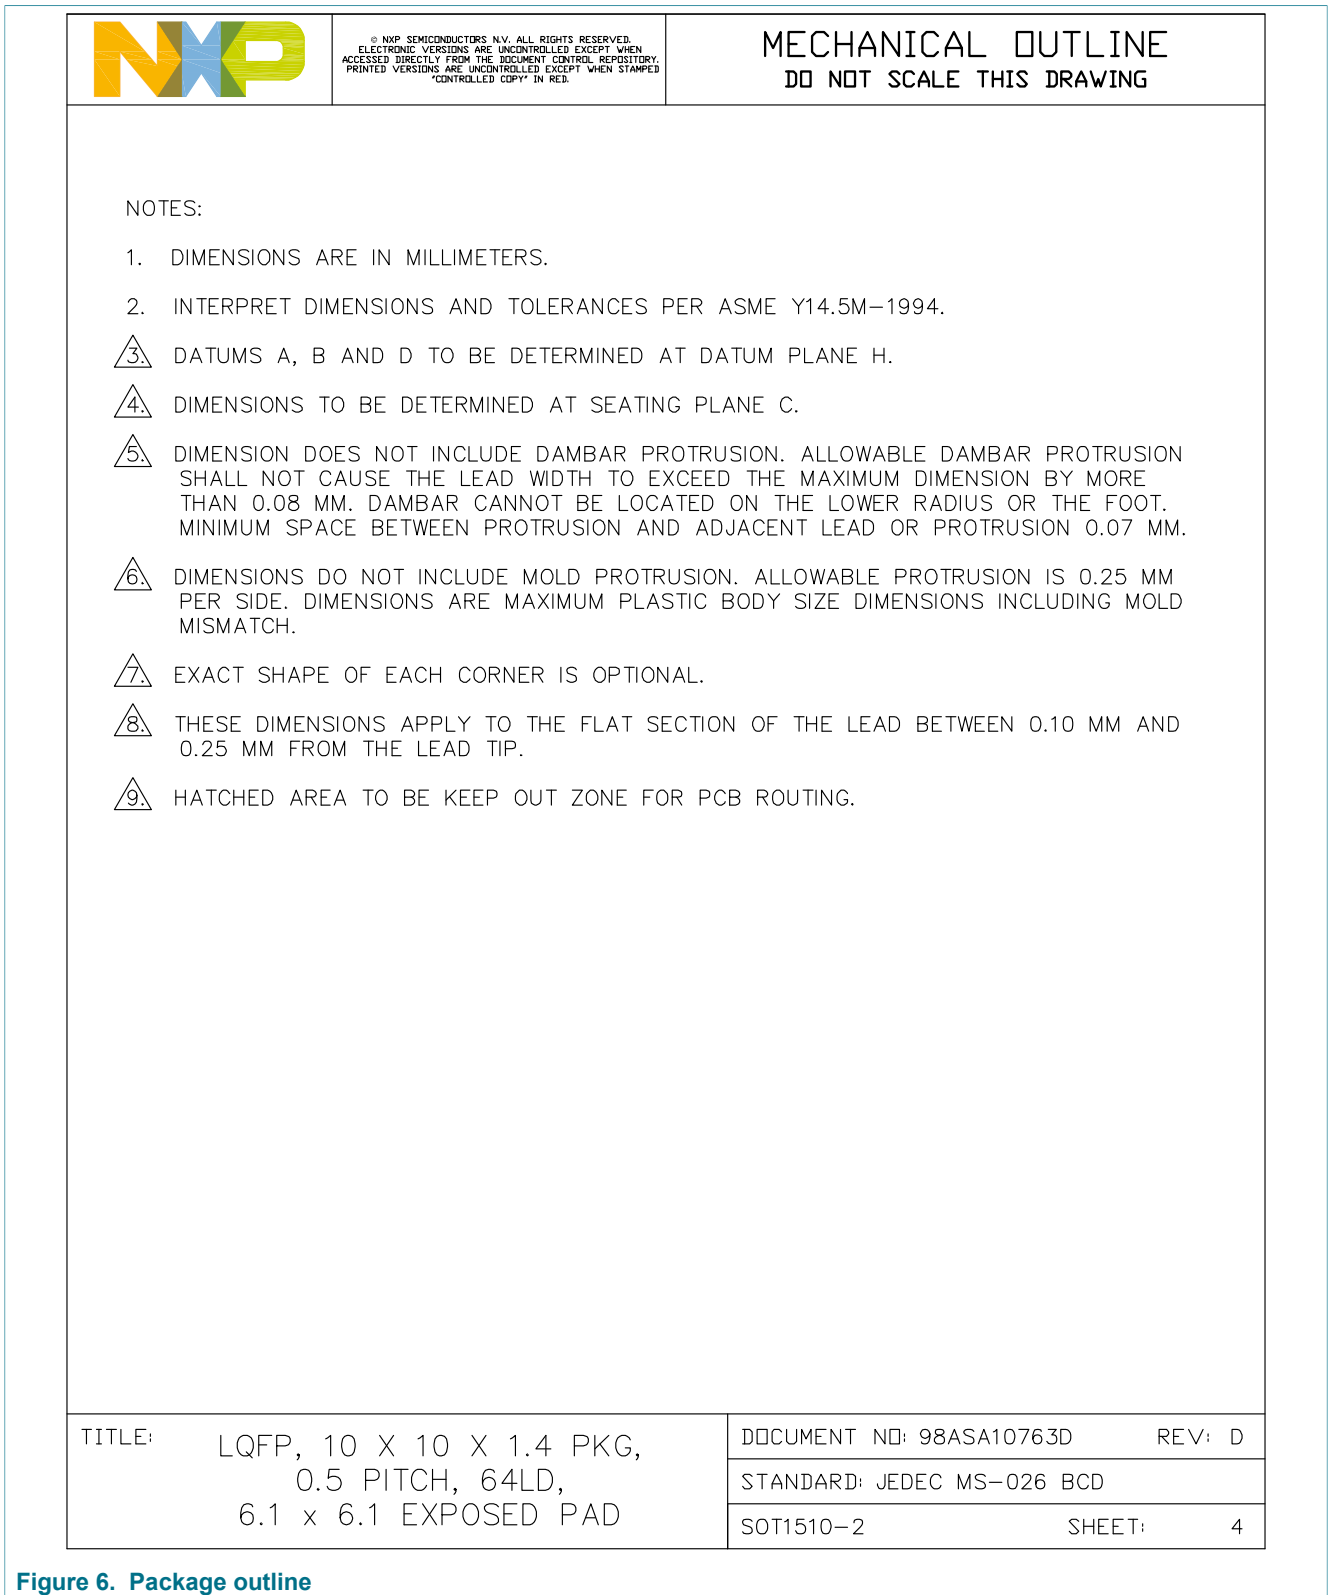 NXP
© NXP SEMICONDUCTORS N.V. ALL RIGHTS RESERVED.
ELECTRONIC VERSIONS ARE UNCONTROLLED EXCEPT WHEN
ACCESSED DIRECTLY FROM THE DOCUMENT CONTROL REPOSITORY.
PRINTED VERSIONS ARE UNCONTROLLED EXCEPT WHEN STAMPED
"CONTROLLED COPY" IN RED.
MECHANICAL OUTLINE
DO NOT SCALE THIS DRAWING
NOTES:
1. DIMENSIONS ARE IN MILLIMETERS.
2. INTERPRET DIMENSIONS AND TOLERANCES PER ASME Y14.5M-1994.
3. DATUMS A, B AND D TO BE DETERMINED AT DATUM PLANE H.
4. DIMENSIONS TO BE DETERMINED AT SEATING PLANE C.
5. DIMENSION DOES NOT INCLUDE DAMBAR PROTRUSION. ALLOWABLE DAMBAR PROTRUSION
SHALL NOT CAUSE THE LEAD WIDTH TO EXCEED THE MAXIMUM DIMENSION BY MORE
THAN 0.08 MM. DAMBAR CANNOT BE LOCATED ON THE LOWER RADIUS OR THE FOOT.
MINIMUM SPACE BETWEEN PROTRUSION AND ADJACENT LEAD OR PROTRUSION 0.07 MM.
6. DIMENSIONS DO NOT INCLUDE MOLD PROTRUSION. ALLOWABLE PROTRUSION IS 0.25 MM
PER SIDE. DIMENSIONS ARE MAXIMUM PLASTIC BODY SIZE DIMENSIONS INCLUDING MOLD
MISMATCH.
7. EXACT SHAPE OF EACH CORNER IS OPTIONAL.
8. THESE DIMENSIONS APPLY TO THE FLAT SECTION OF THE LEAD BETWEEN 0.10 MM AND
0.25 MM FROM THE LEAD TIP.
9. HATCHED AREA TO BE KEEP OUT ZONE FOR PCB ROUTING.
TITLE: LQFP, 10 X 10 X 1.4 PKG,
0.5 PITCH, 64LD,
6.1 x 6.1 EXPOSED PAD
DOCUMENT NO: 98ASA10763D REV: D
STANDARD: JEDEC MS-026 BCD
SOT1510-2 SHEET: 4
Figure 6. Package outline